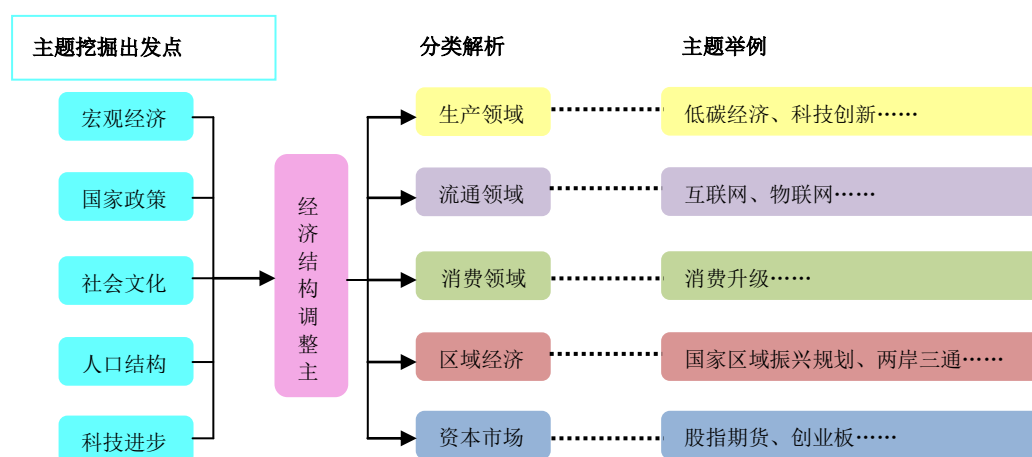 主题挖掘出发点
分类解析
主题举例
宏观经济
国家政策
社会文化
人口结构
科技进步
经济结构调整主
生产领域
低碳经济、科技创新……
流通领域
互联网、物联网……
消费领域
消费升级……
区域经济
国家区域振兴规划、两岸三通……
资本市场
股指期货、创业板……